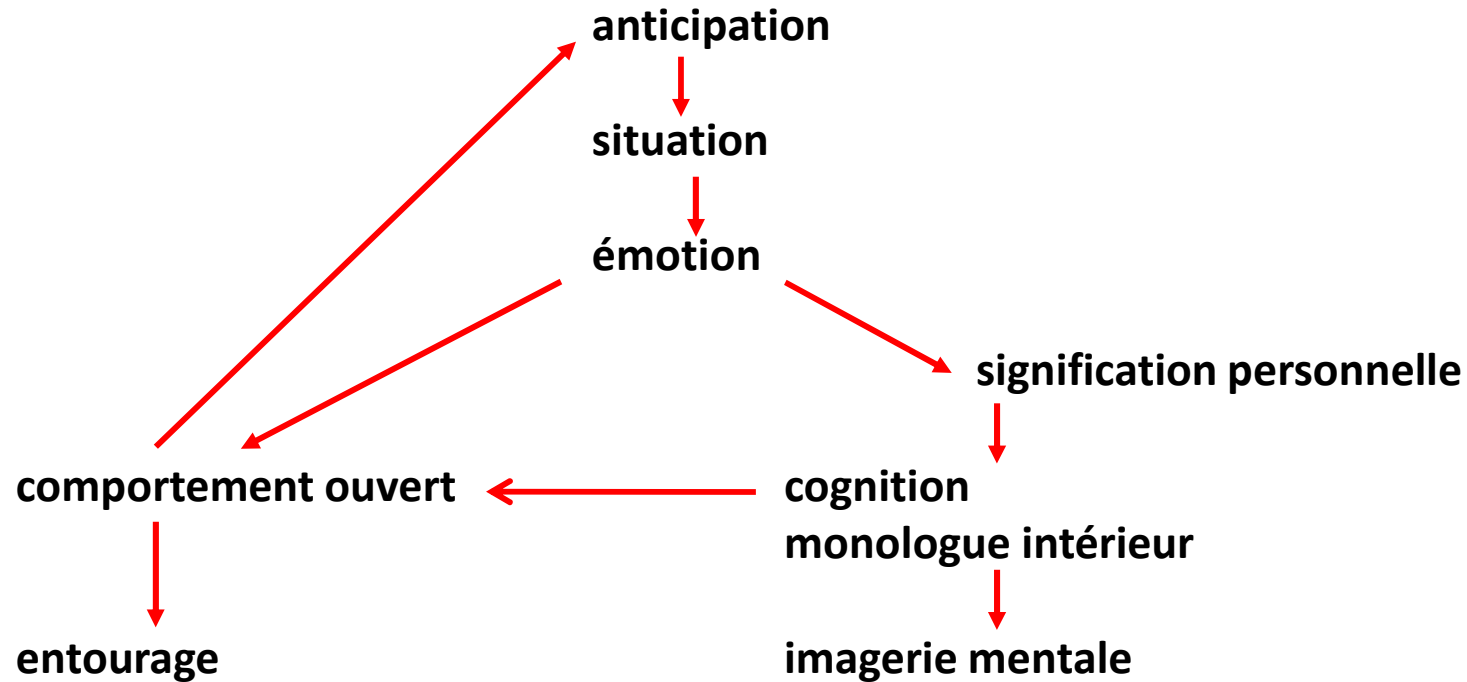 anticipation
situation
émotion
signification personnelle
comportement ouvert
cognition
monologue intérieur
entourage
imagerie mentale